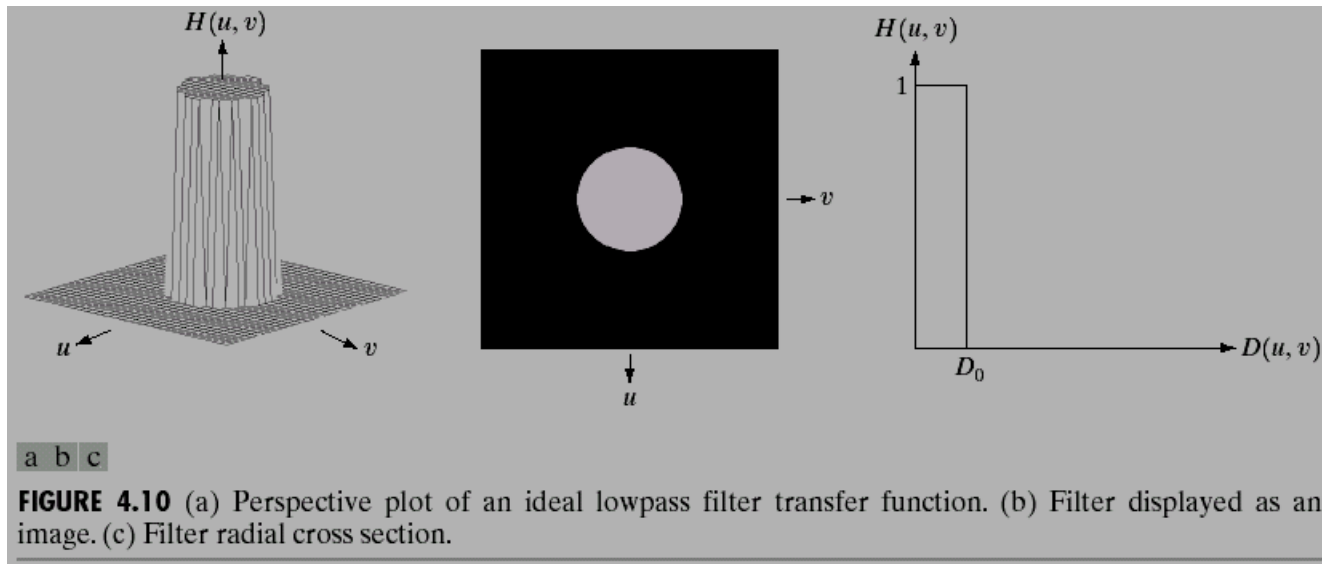 H(u, v)
u
v
v
u
H(u, v)
1
D₀
D(u, v)
a b c
FIGURE 4.10 (a) Perspective plot of an ideal lowpass filter transfer function. (b) Filter displayed as an
image. (c) Filter radial cross section.